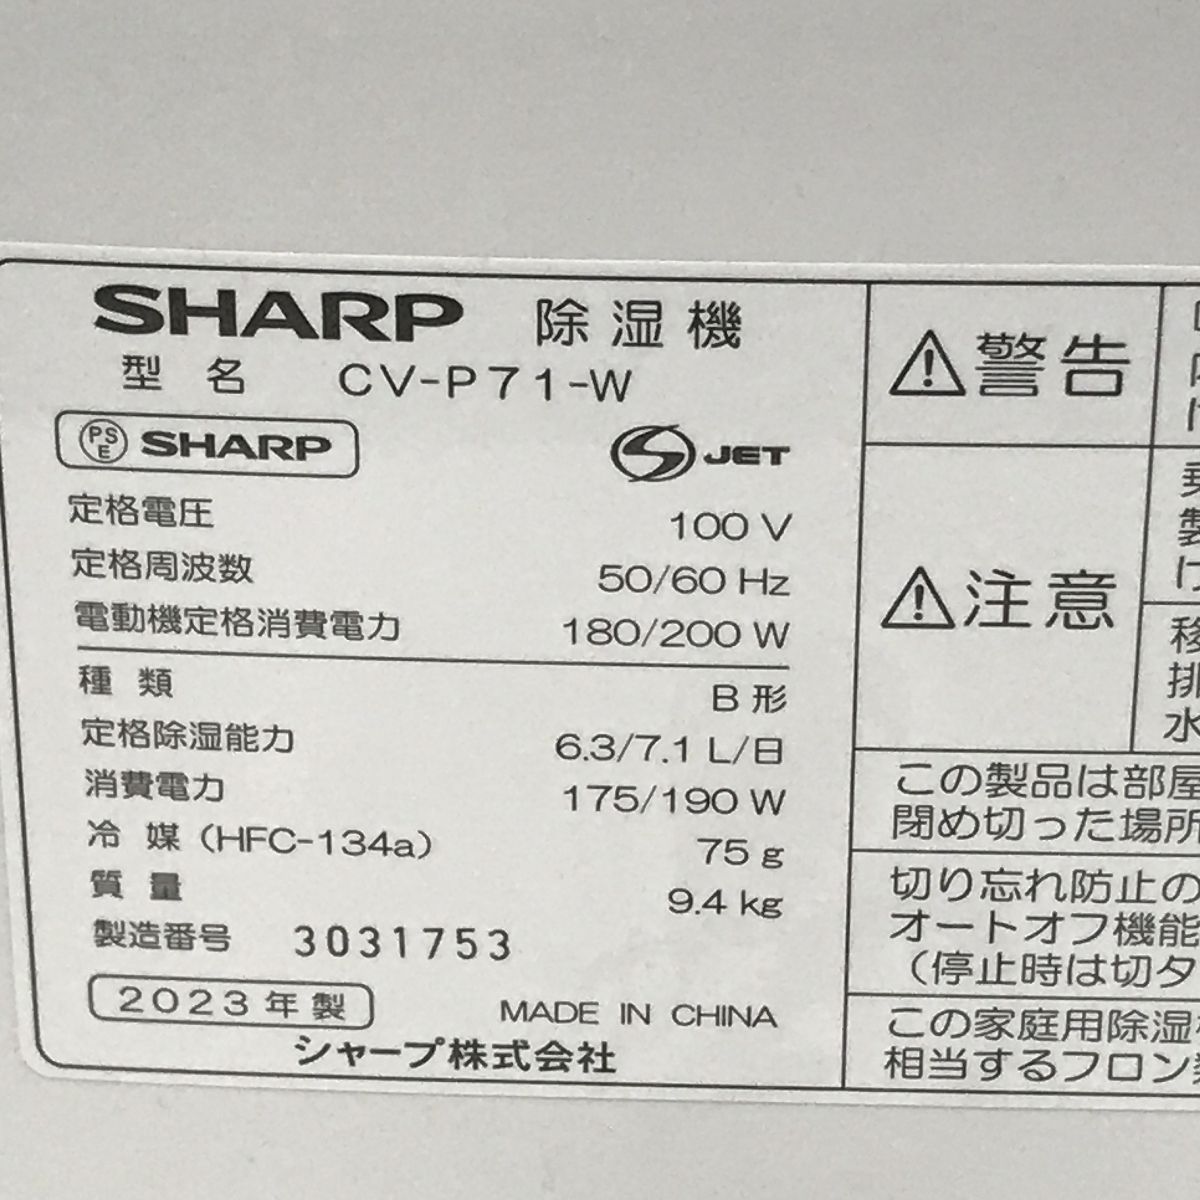 SHARP 除湿機
型名 CV-P71-W
PSE SHARP
S JET
定格電圧 100 V
定格周波数 50/60 Hz
電動機定格消費電力 180/200 W
種類 B形
定格除湿能力 6.3/7.1 L/日
消費電力 175/190 W
冷媒(HFC-134a) 75 g
質量 9.4 kg
製造番号 3031753
2023年製 MADE IN CHINA
シャープ株式会社
警告
注意
移
排
水
この製品は部屋
閉め切った場所
切り忘れ防止の
オートオフ機能
(停止時は切タ
この家庭用除湿
相当するフロン